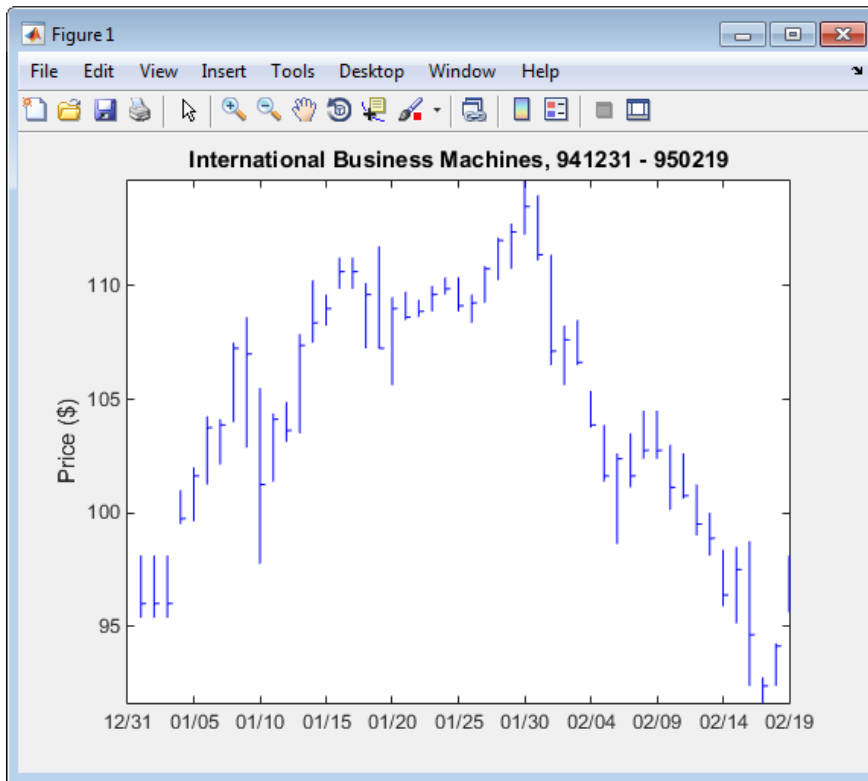 Figure 1
File Edit View Insert Tools Desktop Window Help
International Business Machines, 941231 - 950219
Price ($)
110
105
100
95
12/31 01/05 01/10 01/15 01/20 01/25 01/30 02/04 02/09 02/14 02/19